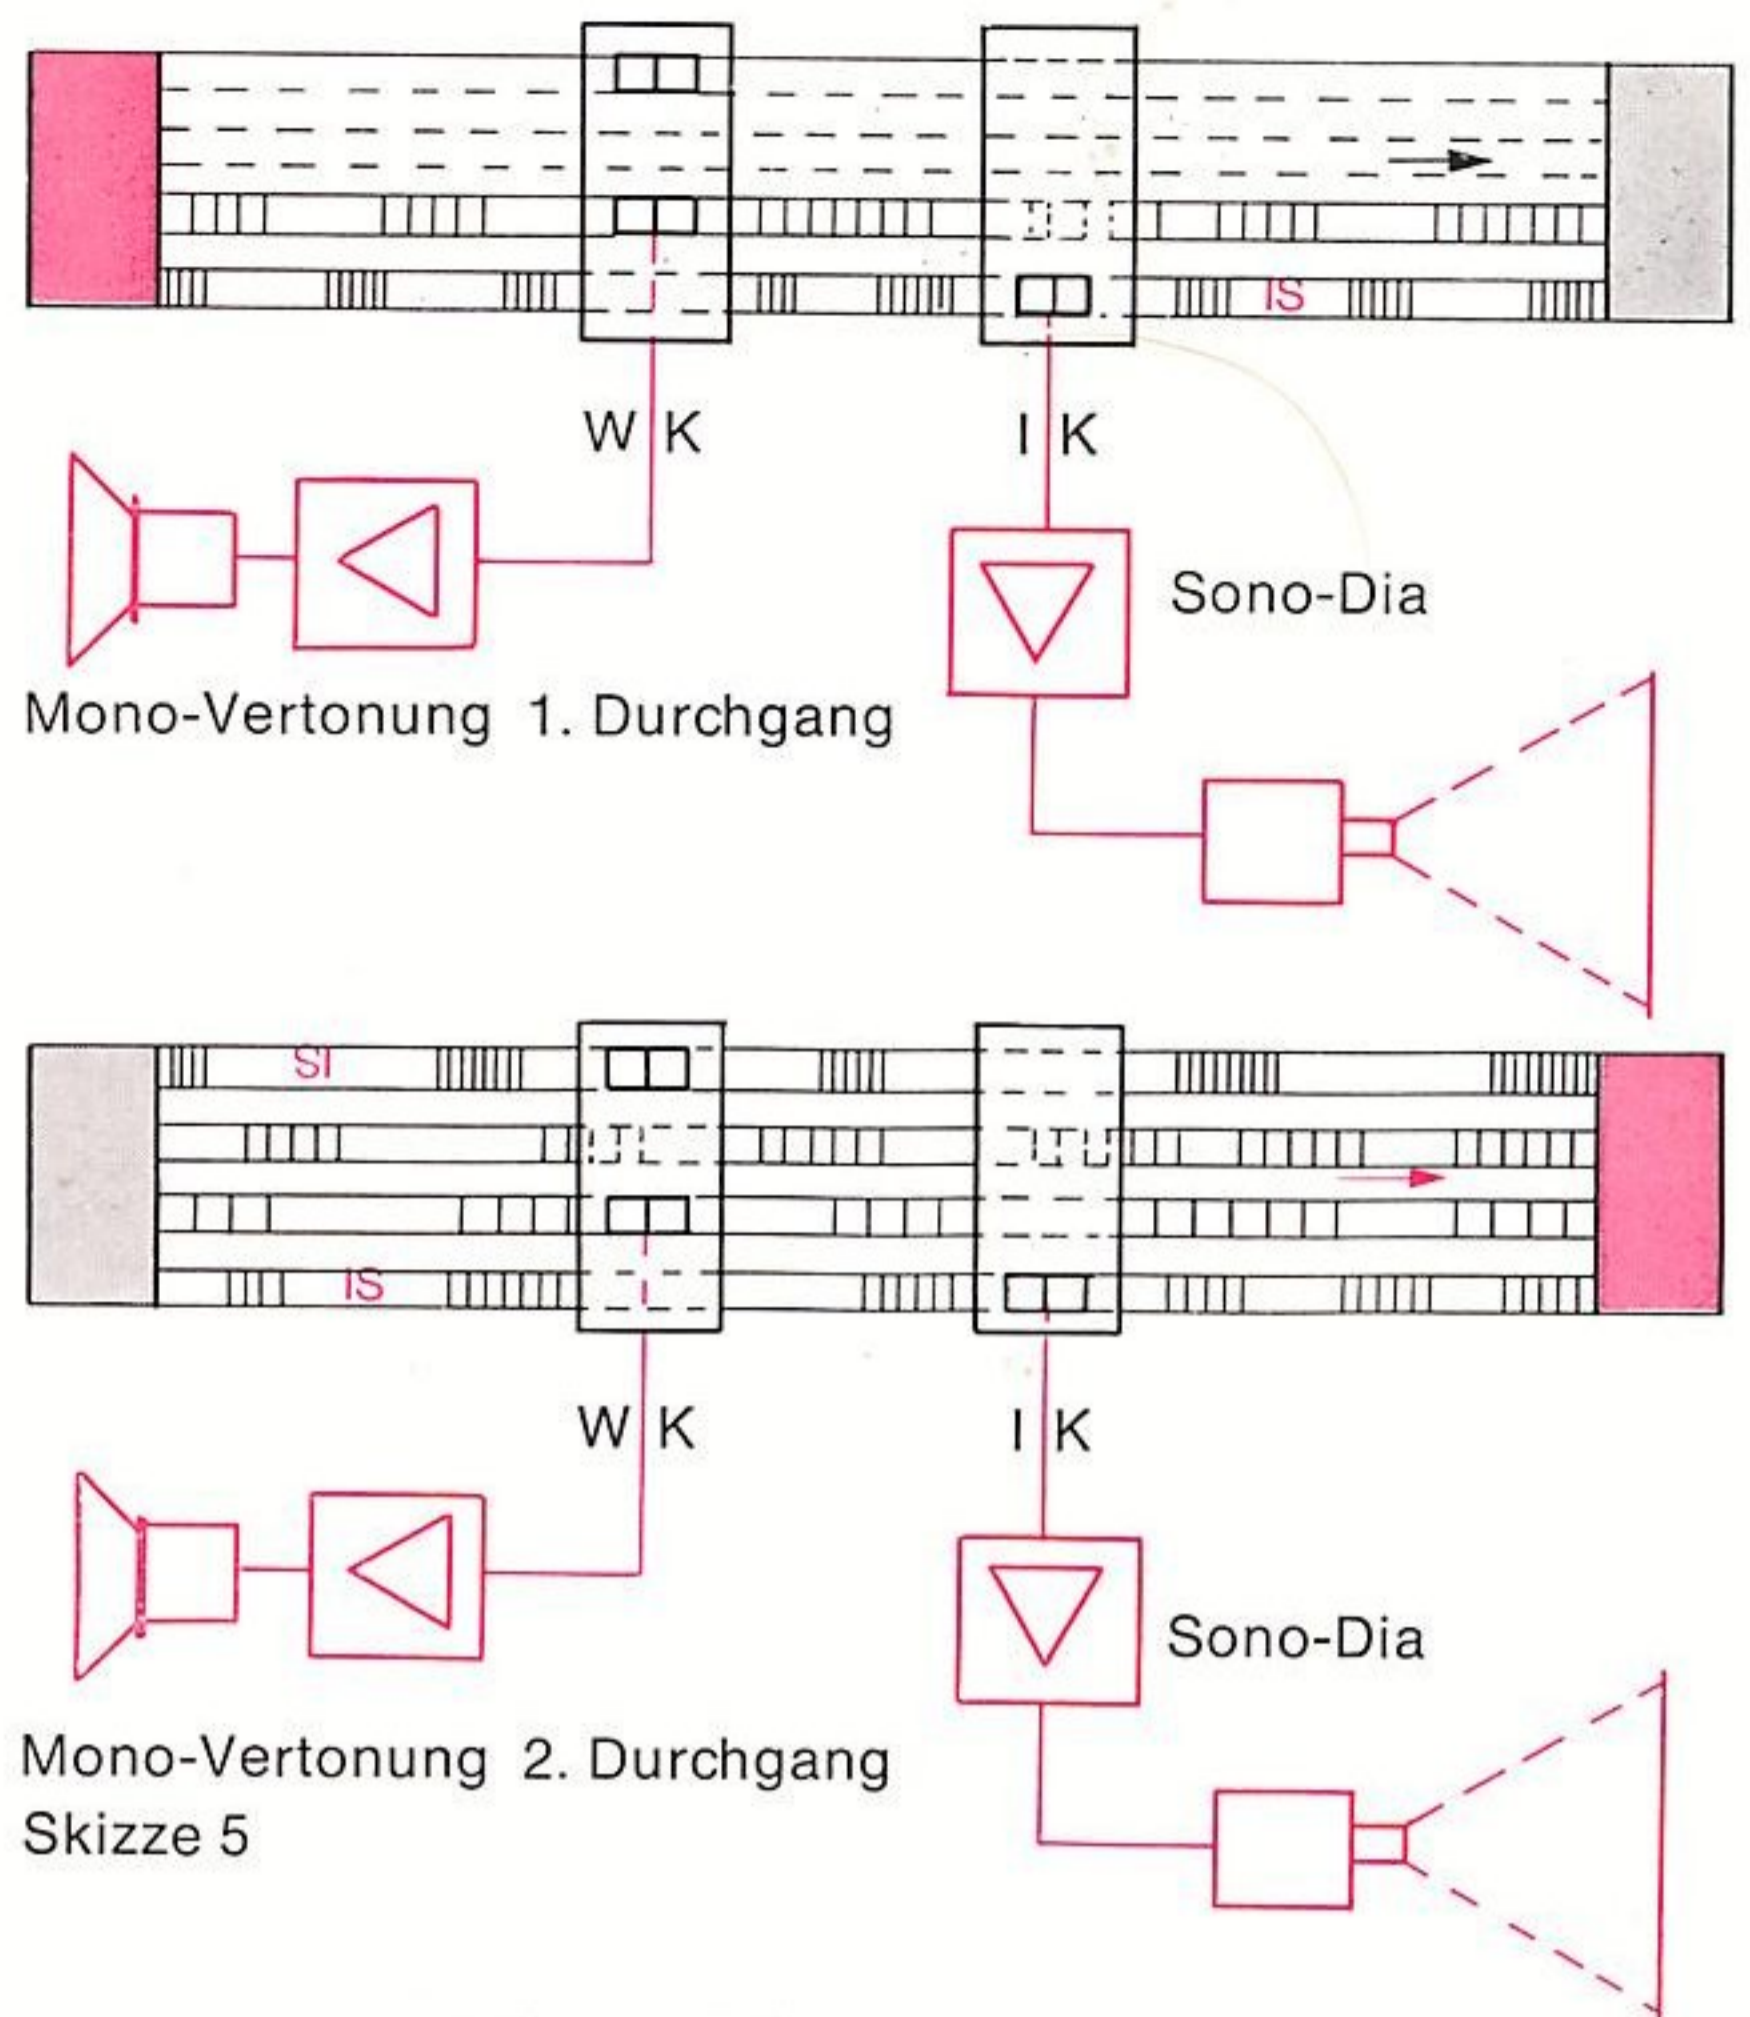 IS
W K
I K
Sono-Dia
Mono-Vertonung 1. Durchgang
SI
IS
W K
I K
Sono-Dia
Mono-Vertonung 2. Durchgang
Skizze 5